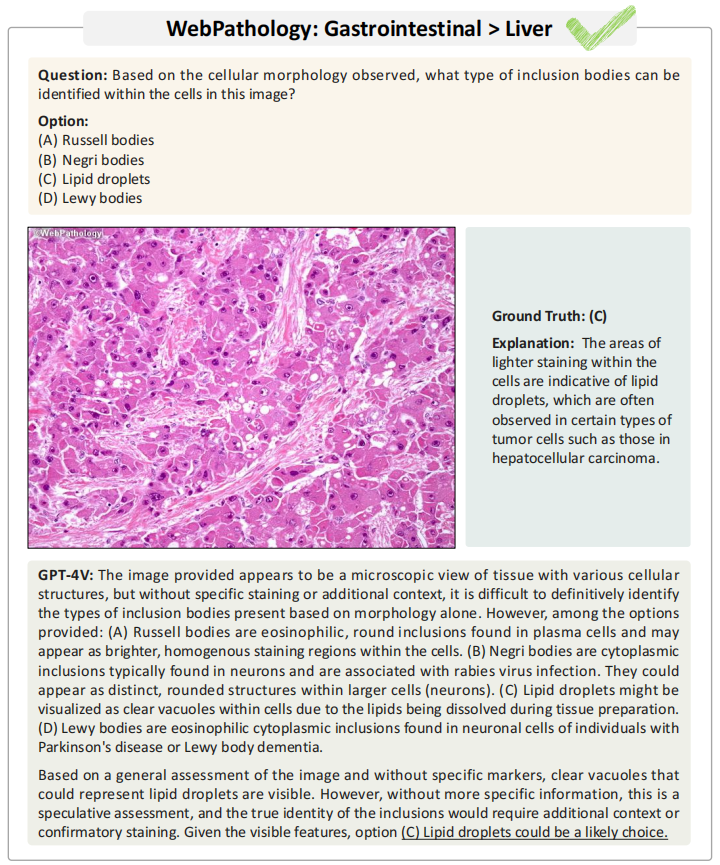 WebPathology: Gastrointestinal > Liver
Question: Based on the cellular morphology observed, what type of inclusion bodies can be
identified within the cells in this image?
Option:
(A) Russell bodies
(B) Negri bodies
(C) Lipid droplets
(D) Lewy bodies
©WebPathology
Ground Truth: (C)
Explanation: The areas of
lighter staining within the
cells are indicative of lipid
droplets, which are often
observed in certain types of
tumor cells such as those in
hepatocellular carcinoma.
GPT-4V: The image provided appears to be a microscopic view of tissue with various cellular
structures, but without specific staining or additional context, it is difficult to definitively identify
the types of inclusion bodies present based on morphology alone. However, among the options
provided: (A) Russell bodies are eosinophilic, round inclusions found in plasma cells and may
appear as brighter, homogenous staining regions within the cells. (B) Negri bodies are cytoplasmic
inclusions typically found in neurons and are associated with rabies virus infection. They could
appear as distinct, rounded structures within larger cells (neurons). (C) Lipid droplets might be
visualized as clear vacuoles within cells due to the lipids being dissolved during tissue preparation.
(D) Lewy bodies are eosinophilic cytoplasmic inclusions found in neuronal cells of individuals with
Parkinson's disease or Lewy body dementia.
Based on a general assessment of the image and without specific markers, clear vacuoles that
could represent lipid droplets are visible. However, without more specific information, this is a
speculative assessment, and the true identity of the inclusions would require additional context or
confirmatory staining. Given the visible features, option (C) Lipid droplets could be a likely choice.